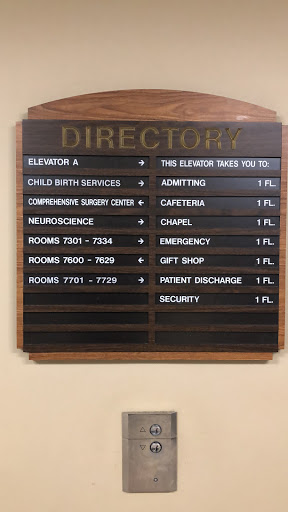 DIRECTORY
ELEVATOR A →
CHILD BIRTH SERVICES →
COMPREHENSIVE SURGERY CENTER ←
NEUROSCIENCE ←
ROOMS 7301 - 7334 →
ROOMS 7600 - 7629 ←
ROOMS 7701 - 7729 →
THIS ELEVATOR TAKES YOU TO:
ADMITTING 1 FL.
CAFETERIA 1 FL.
CHAPEL 1 FL.
EMERGENCY 1 FL.
GIFT SHOP 1 FL.
PATIENT DISCHARGE 1 FL.
SECURITY 1 FL.